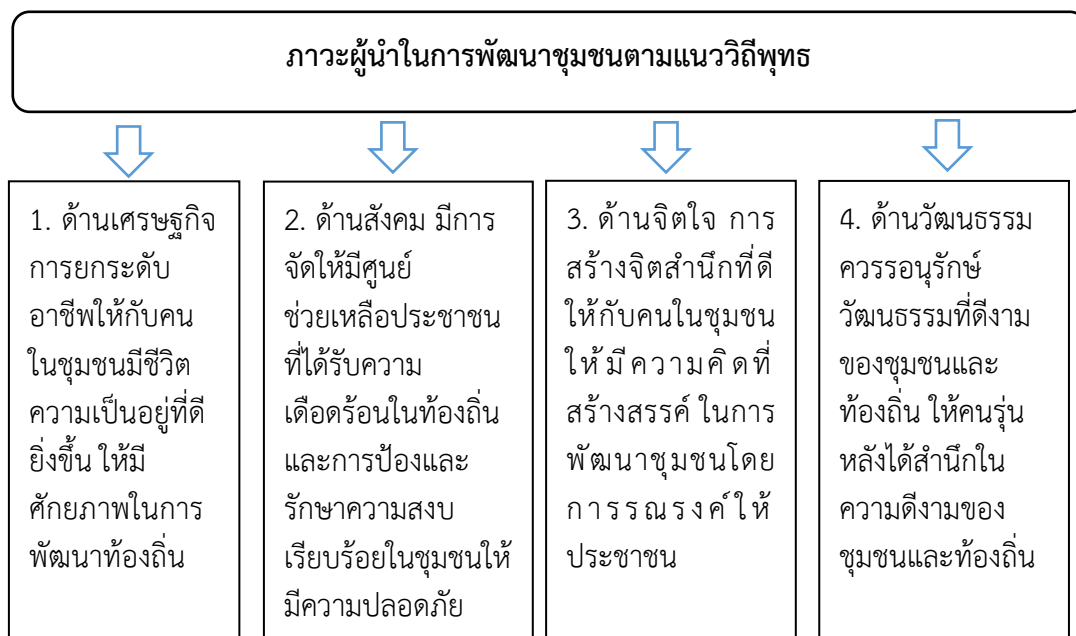 ภาวะผู้นำในการพัฒนาชุมชนตามแนววิถีพุทธ
1. ด้านเศรษฐกิจ
การยกระดับ
อาชีพให้กับคน
ในชุมชนมีชีวิต
ความเป็นอยู่ที่ดี
ยิ่งขึ้น ให้มี
ศักยภาพในการ
พัฒนาท้องถิ่น
2. ด้านสังคม มีการ
จัดให้มีศูนย์
ช่วยเหลือประชาชน
ที่ได้รับความ
เดือดร้อนในท้องถิ่น
และการป้องและ
รักษาความสงบ
เรียบร้อยในชุมชนให้
มีความปลอดภัย
3. ด้านจิตใจ การ
สร้างจิตสำนึกที่ดี
ให้กับคนในชุมชน
ให้มีความคิดที่
สร้างสรรค์ ในการ
พัฒนาชุมชนโดย
การรณรงค์ให้
ประชาชน
4. ด้านวัฒนธรรม
ควรรอนุรักษ์
วัฒนธรรมที่ดีงาม
ของชุมชนและ
ท้องถิ่น ให้คนรุ่น
หลังได้สำนึกใน
ความดีงามของ
ชุมชนและท้องถิ่น